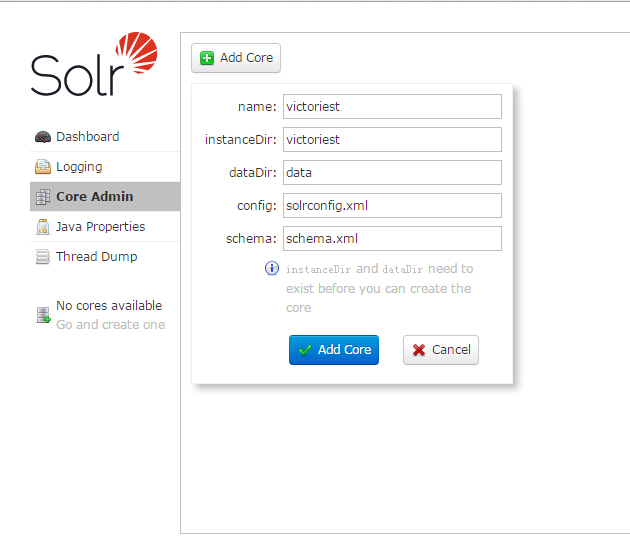 Solr
Dashboard
Logging
Core Admin
Java Properties
Thread Dump
No cores available
Go and create one
Add Core
name: victoriest
instanceDir: victoriest
dataDir: data
config: solrconfig.xml
schema: schema.xml
instanceDir and dataDir need to
exist before you can create the
core
Add Core Cancel